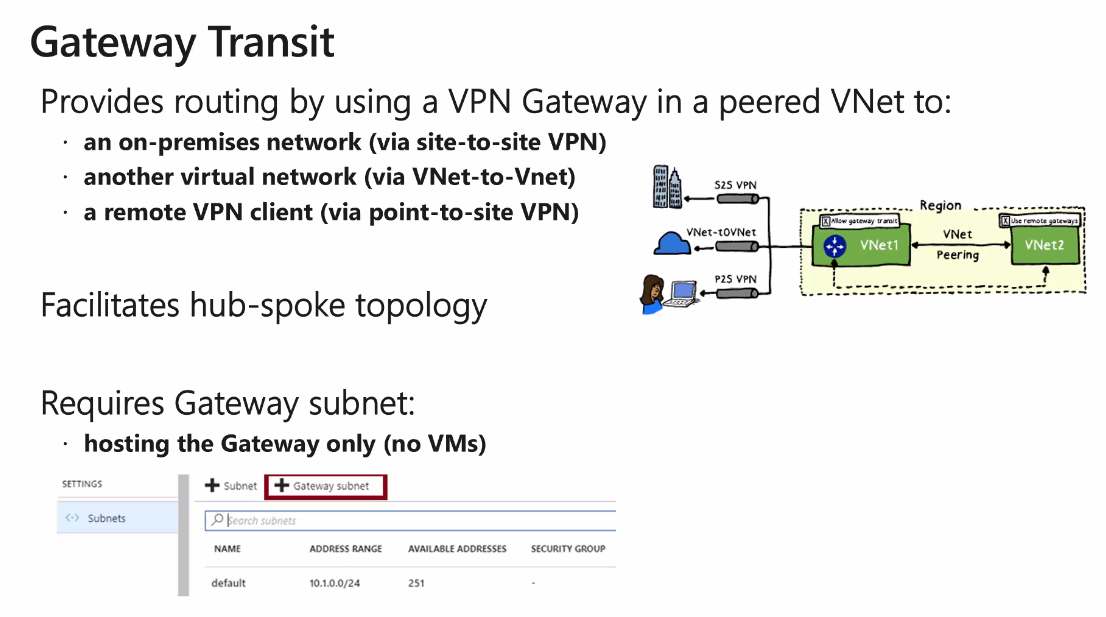 Gateway Transit
Provides routing by using a VPN Gateway in a peered VNet to:
· an on-premises network (via site-to-site VPN)
· another virtual network (via VNet-to-Vnet)
· a remote VPN client (via point-to-site VPN)
S2S VPN
VNet-tOVNet
P2S VPN
Region
X Allow gateway transit
X Use remote gateways
VNet1
VNet
Peering
VNet2
Facilitates hub-spoke topology
Requires Gateway subnet:
· hosting the Gateway only (no VMs)
SETTINGS
Subnets
+ Subnet + Gateway subnet
Search subnets
NAME ADDRESS RANGE AVAILABLE ADDRESSES SECURITY GROUP
default 10.1.0.0/24 251 -